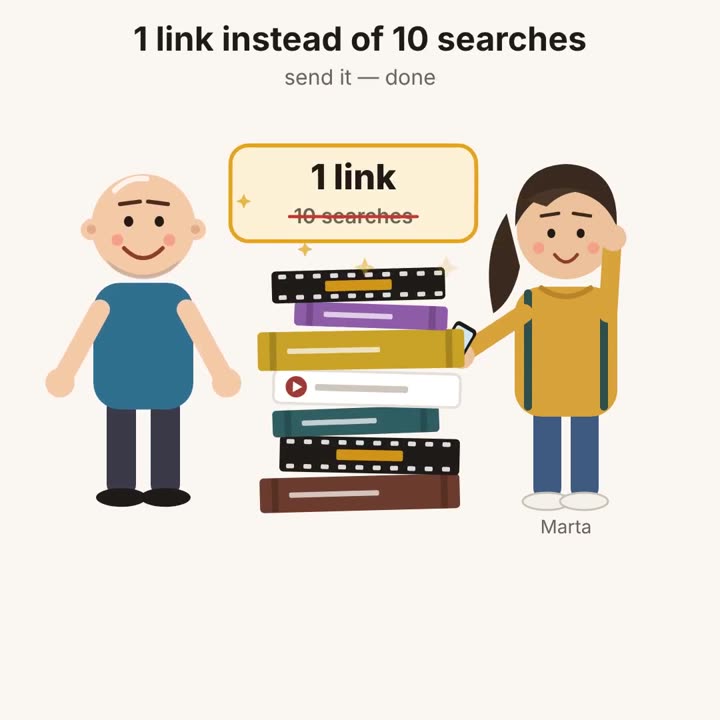 1 link instead of 10 searches
send it — done
1 link
10 searches
Marta